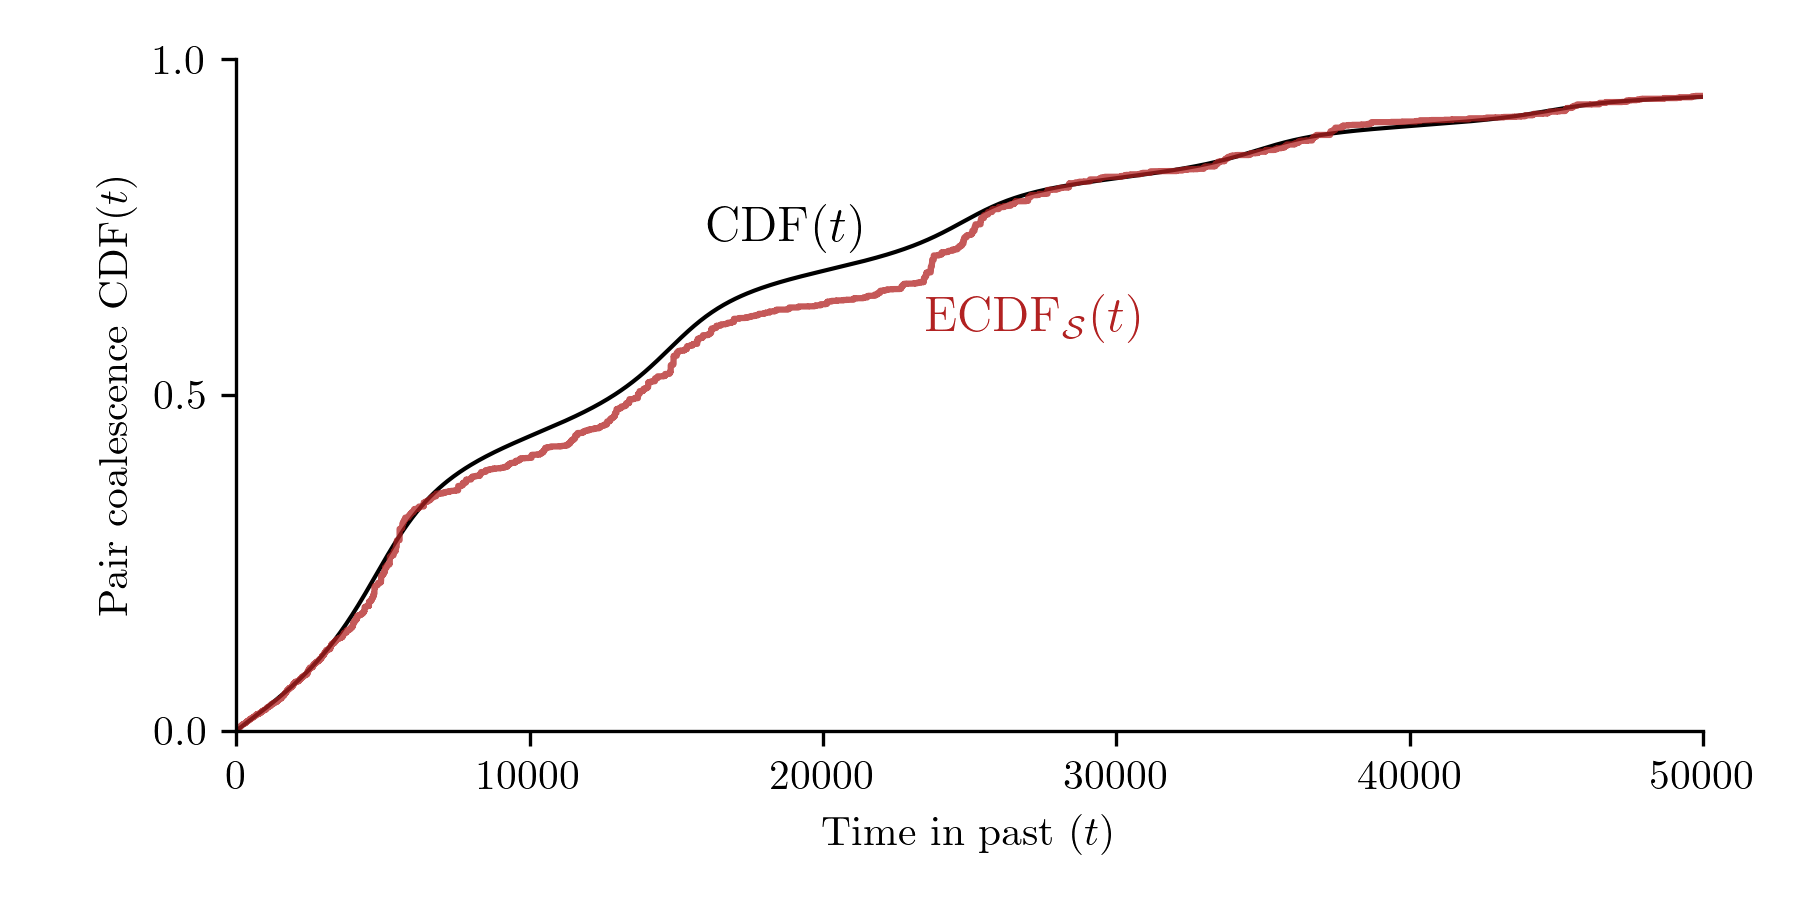 1.0
0.5
0.0
Pair coalescence CDF(t)
CDF(t)
ECDF𝒮(t)
0 10000 20000 30000 40000 50000
Time in past (t)